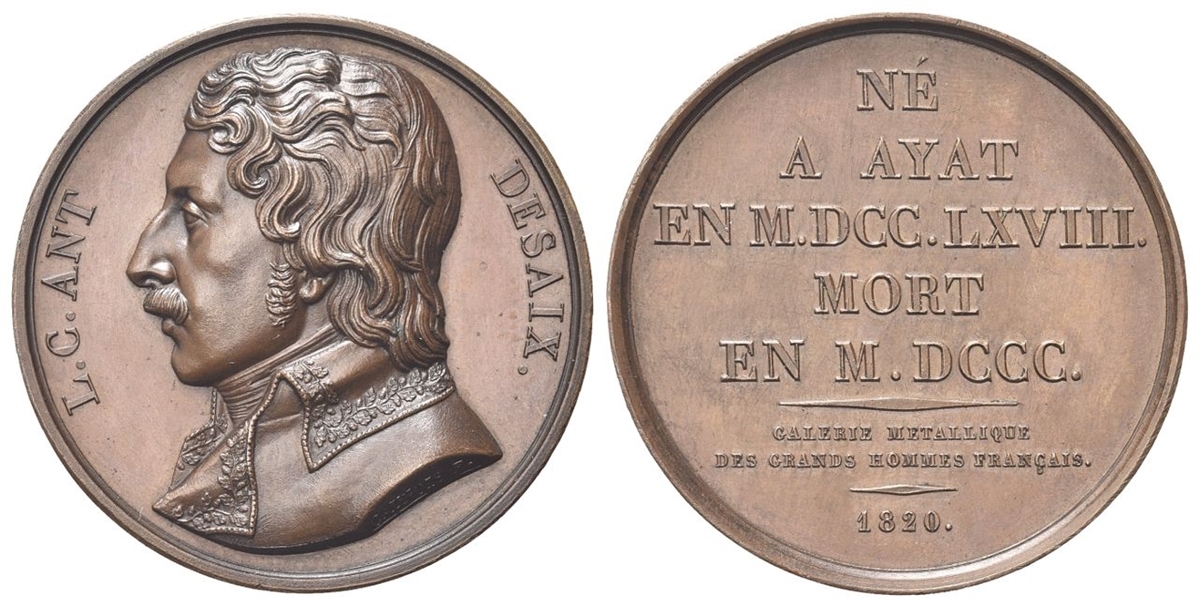 L.C.ANT
DESAIX.
NÉ
A AYAT
EN M.DCC.LXVIII.
MORT
EN M.DCCC.
GALERIE METALLIQUE
DES GRANDS HOMMES FRANÇAIS.
1820.